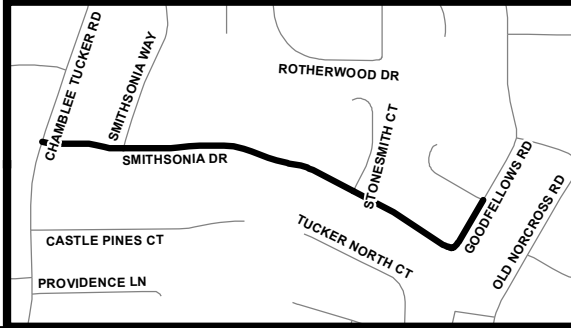 CHAMBLEE TUCKER RD
SMITHSONIA WAY
ROTHERWOOD DR
SMITHSONIA DR
STONESMITH CT
GOODFELLOWS RD
OLD NORCROSS RD
TUCKER NORTH CT
CASTLE PINES CT
PROVIDENCE LN